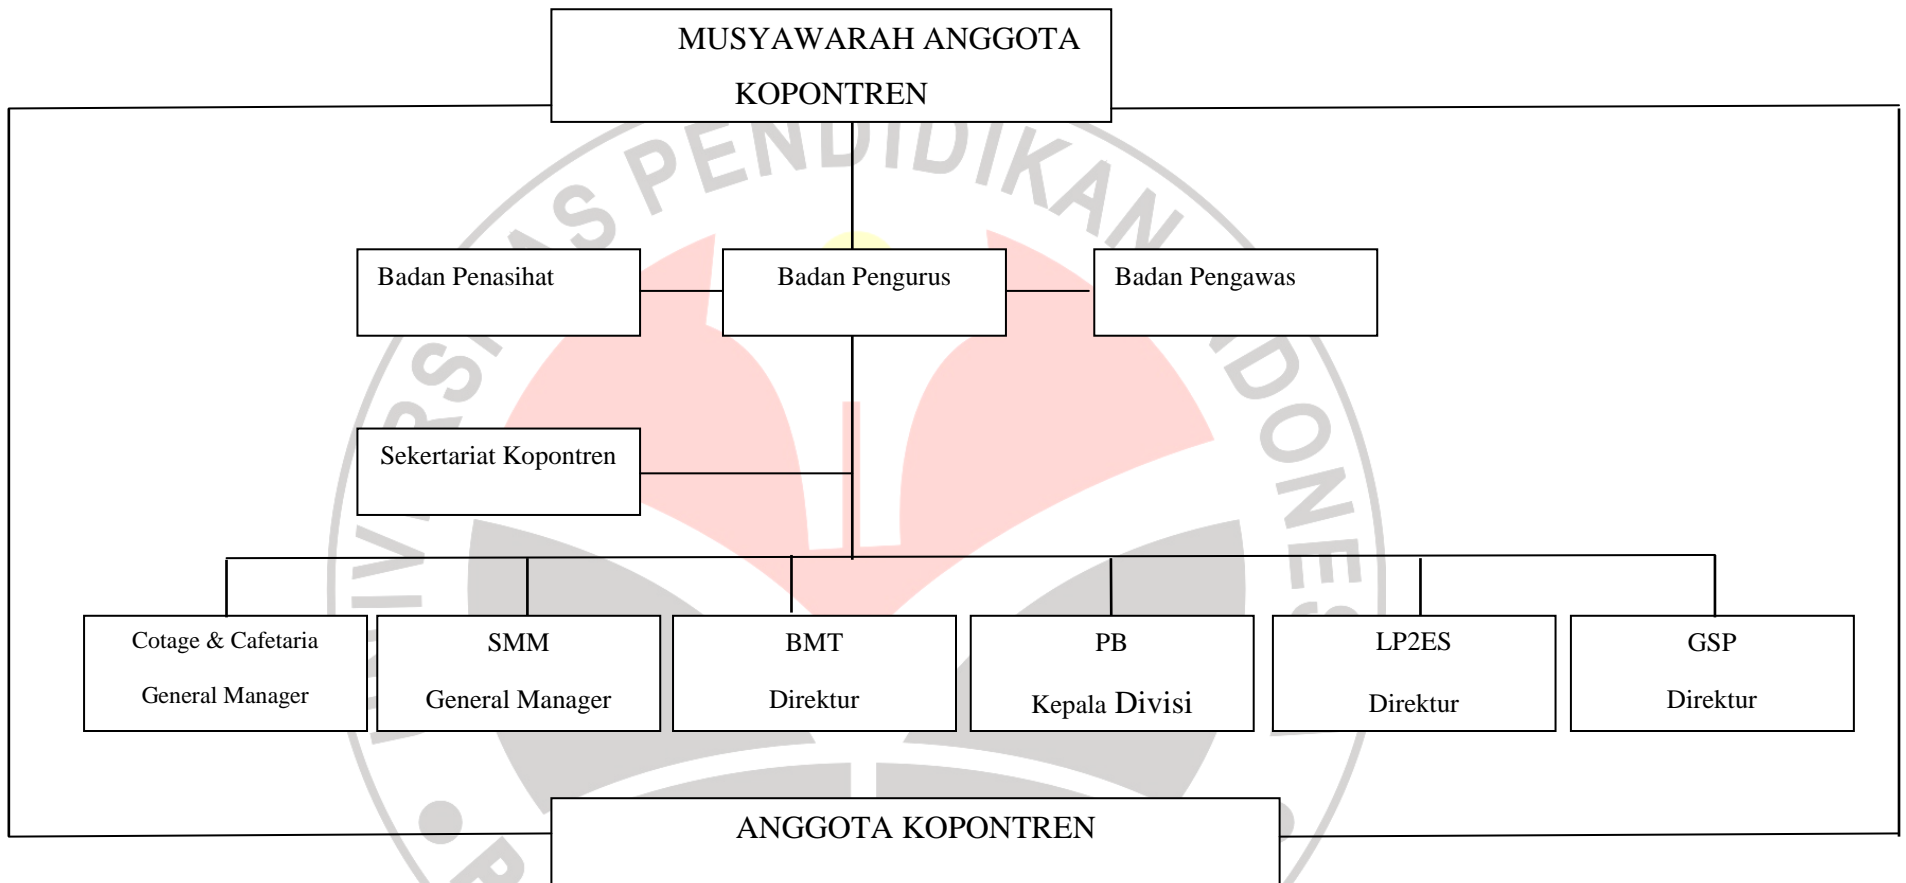 MUSYAWARAH ANGGOTA
KOPONTREN
Badan Penasihat
Badan Pengurus
Badan Pengawas
Sekertariat Kopontren
Cotage & Cafetaria
General Manager
SMM
General Manager
BMT
Direktur
PB
Kepala Divisi
LP2ES
Direktur
GSP
Direktur
ANGGOTA KOPONTREN